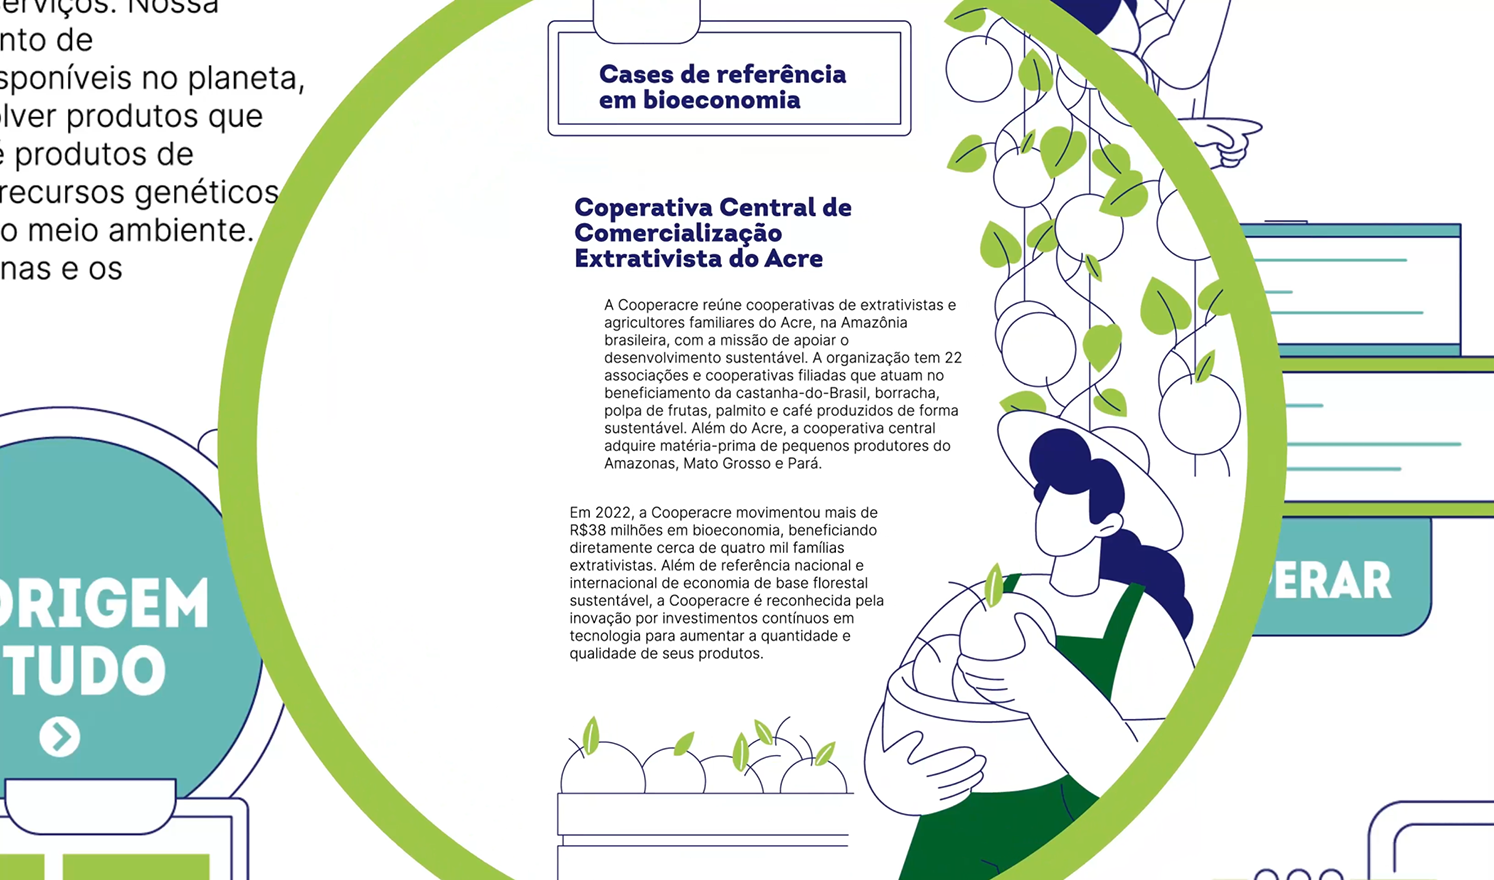 serviços. Nossa
nto de
sponíveis no planeta,
lver produtos que
é produtos de
recursos genéticos
o meio ambiente.
nas e os
Cases de referência
em bioeconomia
Coperativa Central de
Comercialização
Extrativista do Acre
A Cooperacre reúne cooperativas de extrativistas e
agricultores familiares do Acre, na Amazônia
brasileira, com a missão de apoiar o
desenvolvimento sustentável. A organização tem 22
associações e cooperativas filiadas que atuam no
beneficiamento da castanha-do-Brasil, borracha,
polpa de frutas, palmito e café produzidos de forma
sustentável. Além do Acre, a cooperativa central
adquire matéria-prima de pequenos produtores do
Amazonas, Mato Grosso e Pará.
Em 2022, a Cooperacre movimentou mais de
R$38 milhões em bioeconomia, beneficiando
diretamente cerca de quatro mil famílias
extrativistas. Além de referência nacional e
internacional de economia de base florestal
sustentável, a Cooperacre é reconhecida pela
inovação por investimentos contínuos em
tecnologia para aumentar a quantidade e
qualidade de seus produtos.
ORIGEM
TUDO
PERAR